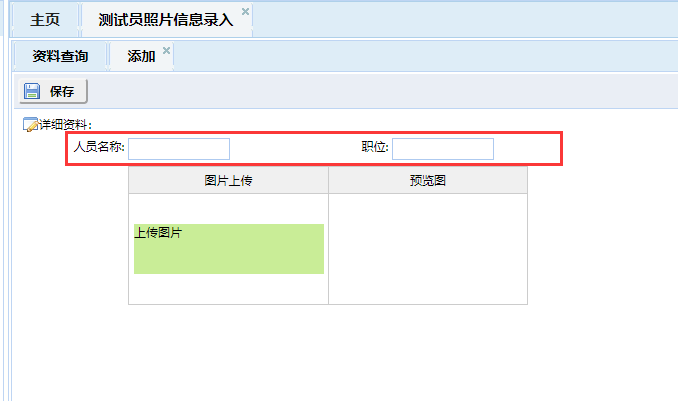 主页 测试员照片信息录入
资料查询 添加
保存
详细资料:
人员名称: 职位:
图片上传 预览图
上传图片